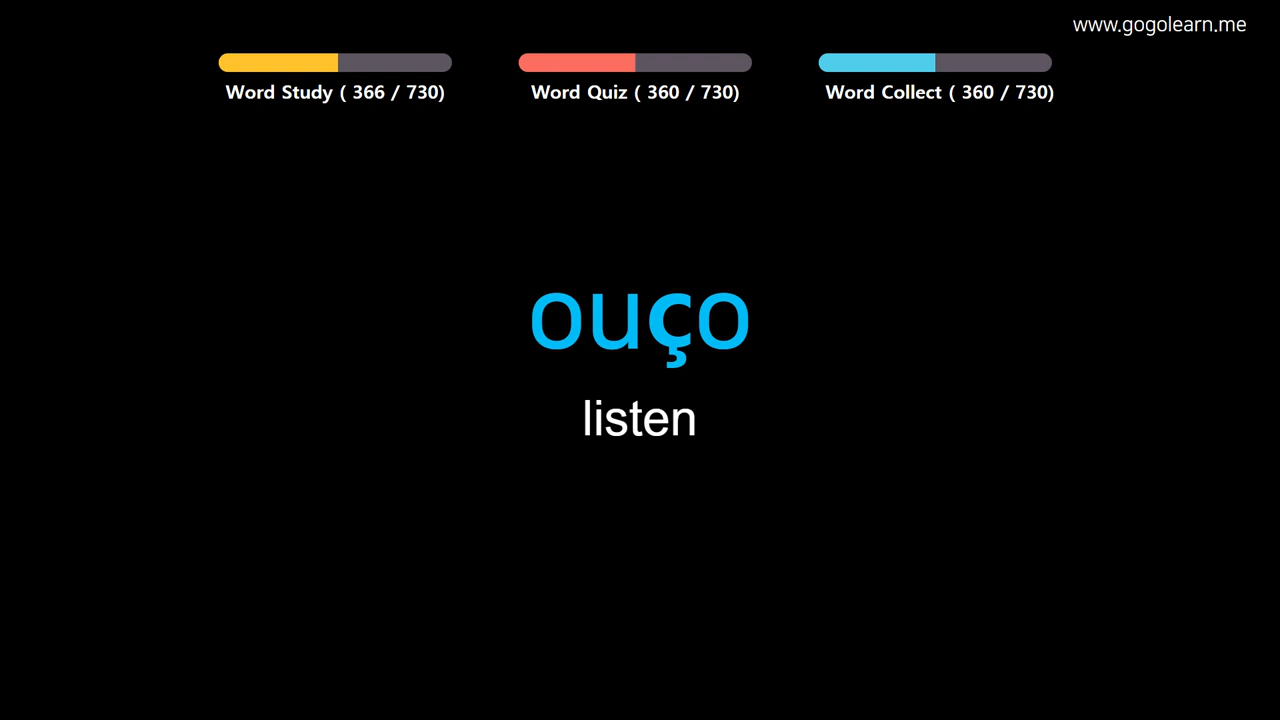 www.gogolearn.me
Word Study ( 366 / 730)
Word Quiz ( 360 / 730)
Word Collect ( 360 / 730)
ouço
listen